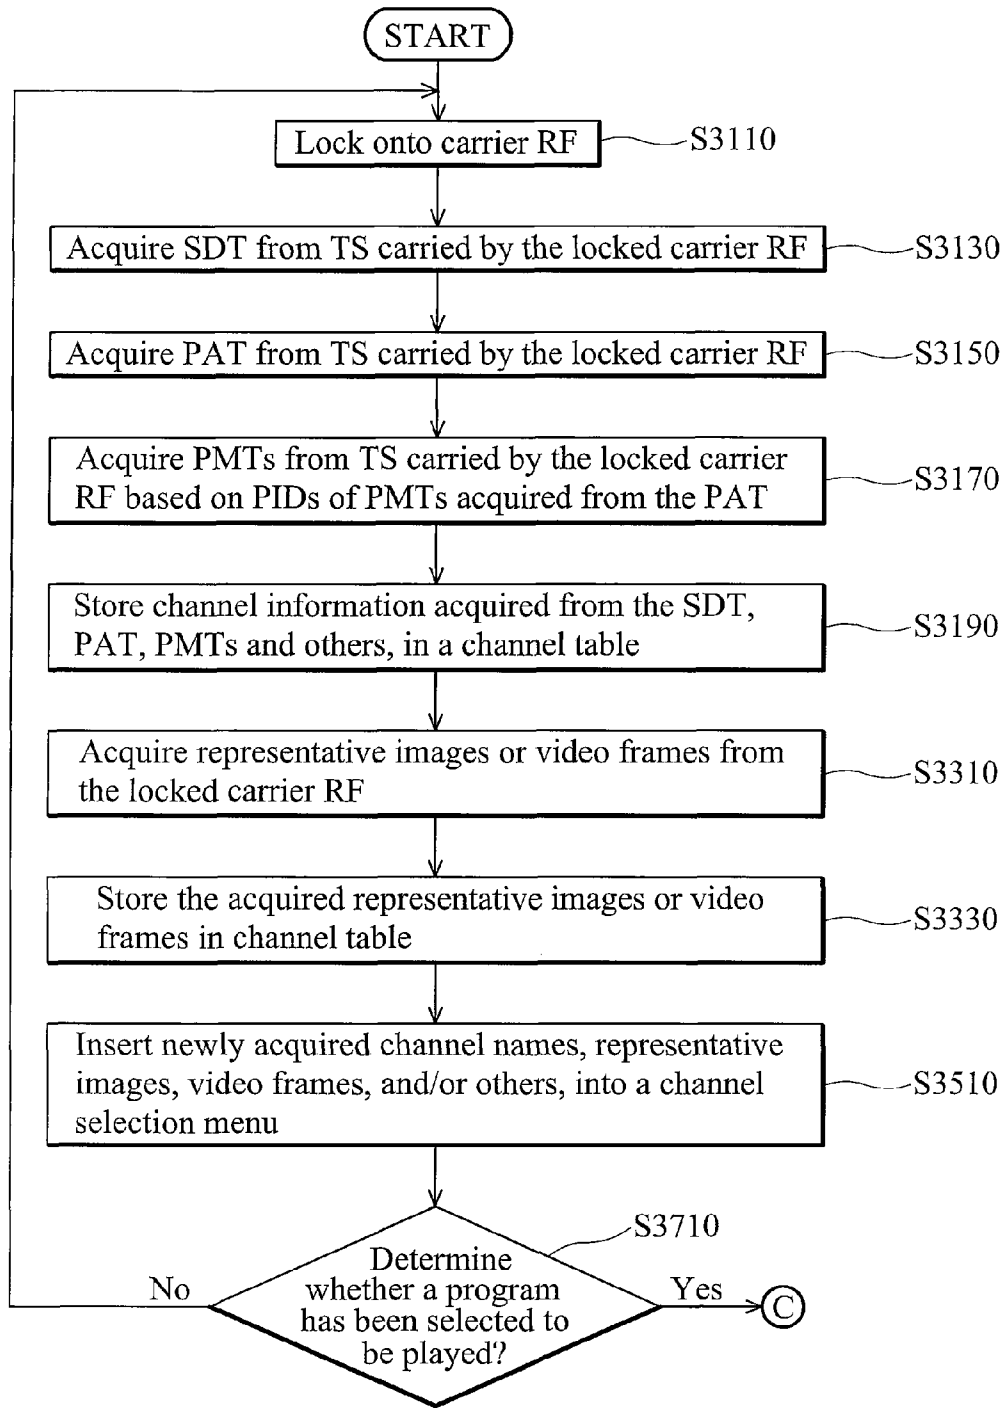 START
Lock onto carrier RF
S3110
Acquire SDT from TS carried by the locked carrier RF
S3130
Acquire PAT from TS carried by the locked carrier RF
S3150
Acquire PMTs from TS carried by the locked carrier
RF based on PIDs of PMTs acquired from the PAT
S3170
Store channel information acquired from the SDT,
PAT, PMTs and others, in a channel table
S3190
Acquire representative images or video frames from
the locked carrier RF
S3310
Store the acquired representative images or video
frames in channel table
S3330
Insert newly acquired channel names, representative
images, video frames, and/or others, into a channel
selection menu
S3510
S3710
Determine
whether a program
has been selected to
be played?
No
Yes
C